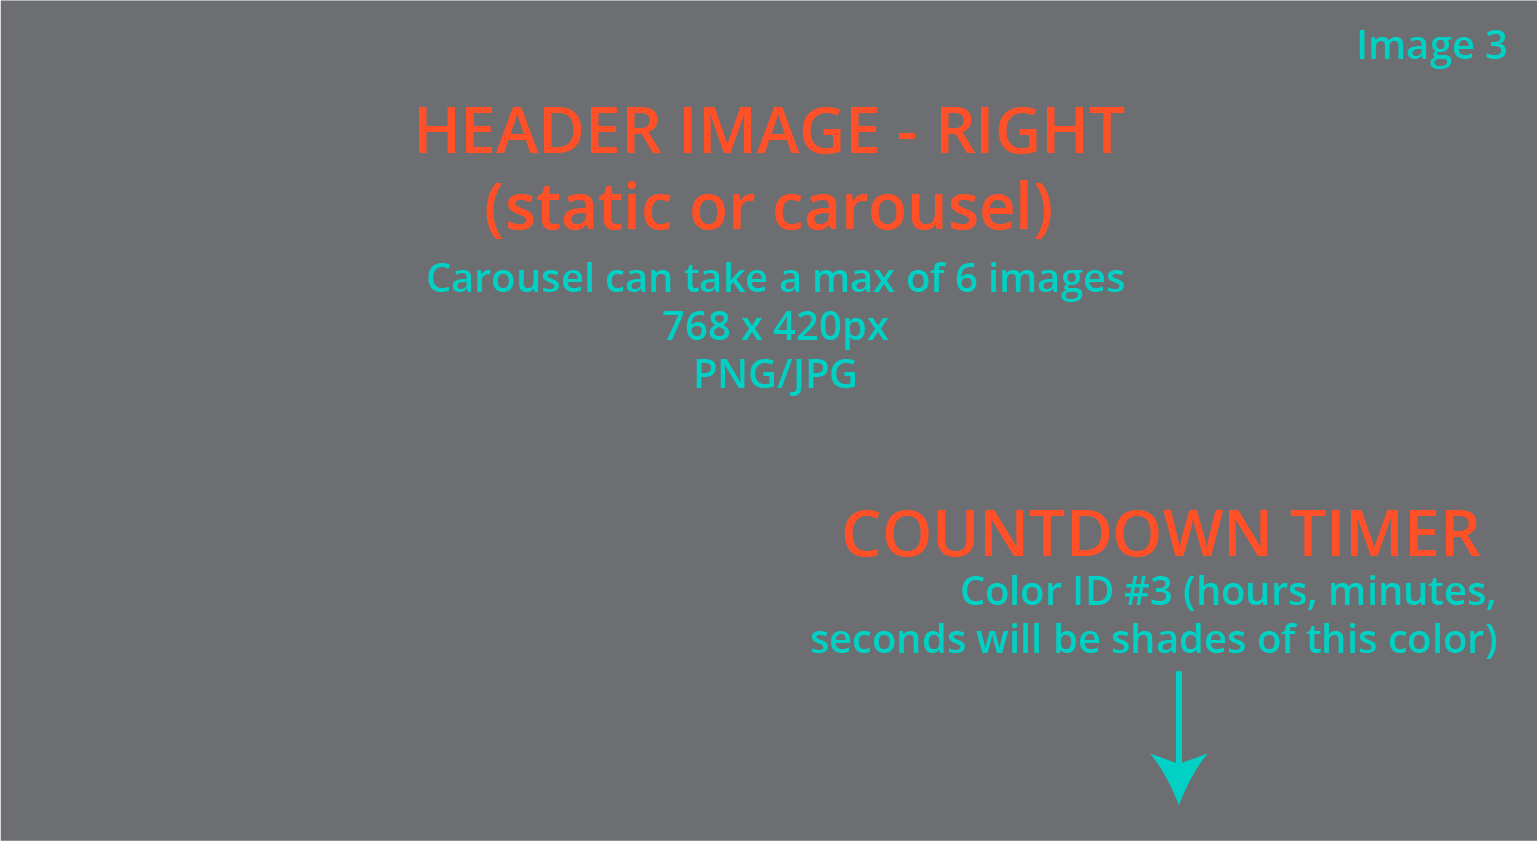 Image 3
HEADER IMAGE - RIGHT
(static or carousel)
Carousel can take a max of 6 images
768 x 420px
PNG/JPG
COUNTDOWN TIMER
Color ID #3 (hours, minutes,
seconds will be shades of this color)